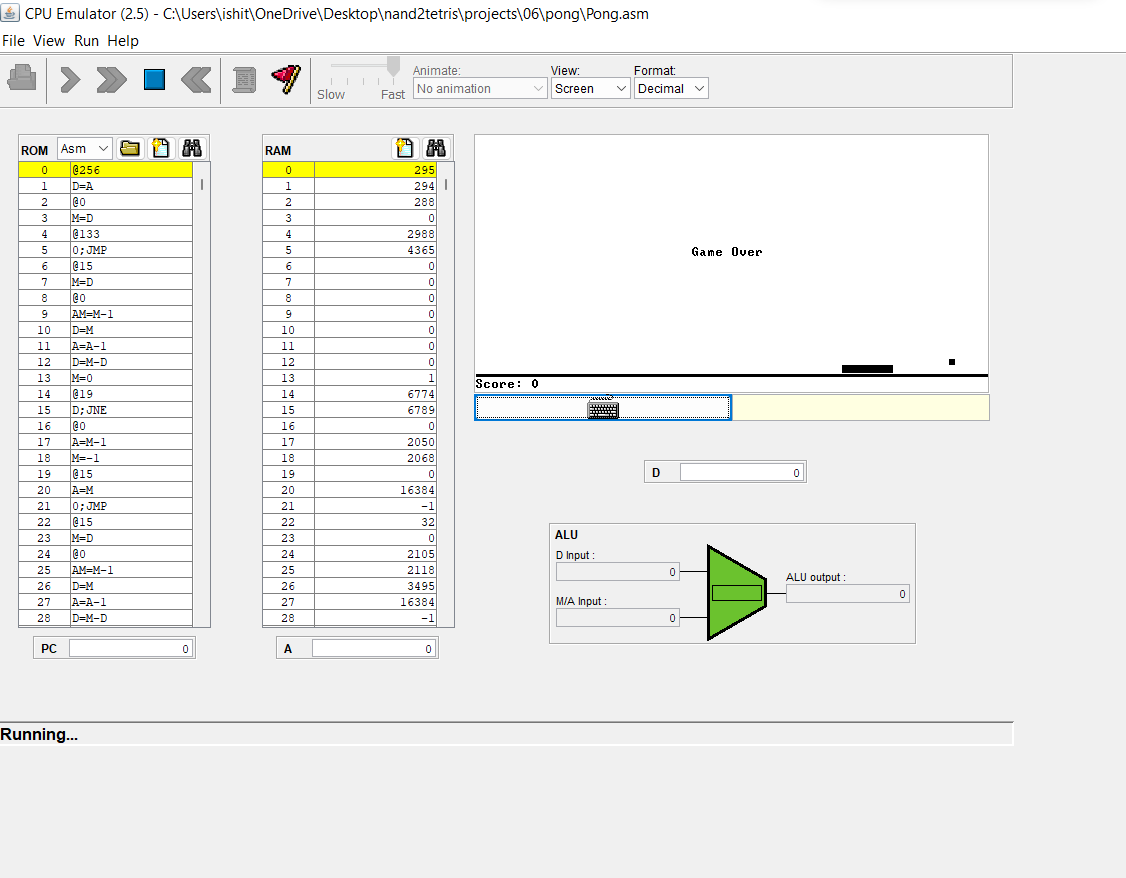 CPU Emulator (2.5) - C:\Users\ishit\OneDrive\Desktop\nand2tetris\projects\06\pong\Pong.asm
File View Run Help
Slow Fast
Animate:
No animation
View:
Screen
Format:
Decimal
ROM Asm
0 @256
1 D=A
2 @0
3 M=D
4 @133
5 0;JMP
6 @15
7 M=D
8 @0
9 AM=M-1
10 D=M
11 A=A-1
12 D=M-D
13 M=0
14 @19
15 D;JNE
16 @0
17 A=M-1
18 M=-1
19 @15
20 A=M
21 0;JMP
22 @15
23 M=D
24 @0
25 AM=M-1
26 D=M
27 A=A-1
28 D=M-D
PC 0
RAM
0 295
1 294
2 288
3 0
4 2988
5 4365
6 0
7 0
8 0
9 0
10 0
11 0
12 0
13 1
14 6774
15 6789
16 0
17 2050
18 2068
19 0
20 16384
21 -1
22 32
23 0
24 2105
25 2118
26 3495
27 16384
28 -1
A 0
Game Over
Score: 0
D 0
ALU
D Input :
0
M/A Input :
0
ALU output :
0
Running...